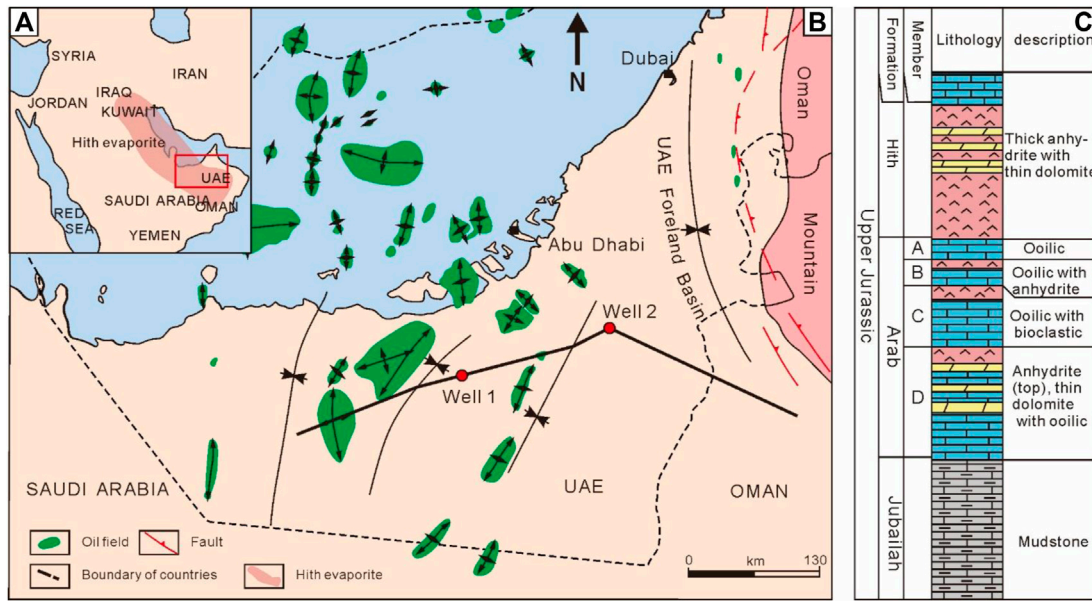 A
SYRIA
IRAN
IRAQ
JORDAN
KUWAIT
Hith evaporite
UAE
SAUDI ARABIA
OMAN
RED
SEA
YEMEN
B
N
Dubai
Oman
Mountain
UAE Foreland Basin
Abu Dhabi
Well 2
Well 1
SAUDI ARABIA
UAE
OMAN
Oil field
Fault
Boundary of countries
Hith evaporite
0 km 130
C
Formation
Member
Lithology
description
Upper Jurassic
Hith
Thick anhy-
drite with
thin dolomite
Arab
A
Ooilic
B
Ooilic with
anhydrite
C
Ooilic with
bioclastic
D
Anhydrite
(top), thin
dolomite
with ooilic
Jubailah
Mudstone